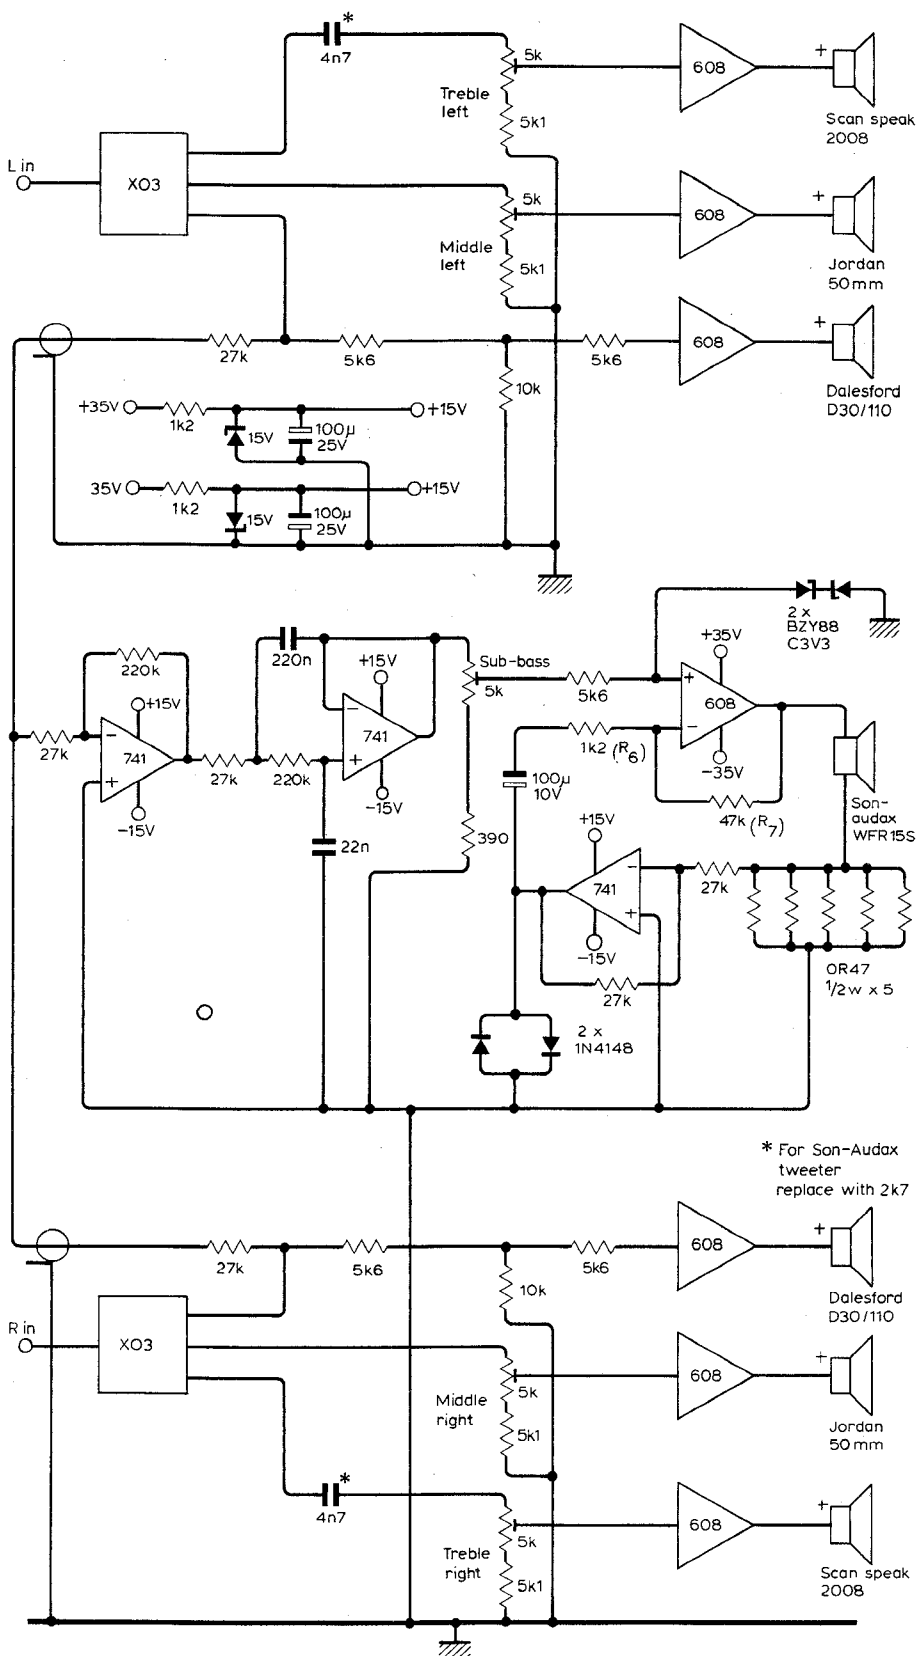 *
4n7
5k
608
+
Treble
left
5k1
Scan speak
2008
L in
XO3
5k
608
+
Middle
left
5k1
Jordan
50mm
27k
5k6
5k6
608
+
10k
Dalesford
D30/110
+35V
1k2
15V
100μ
25V
+15V
35V
1k2
15V
100μ
25V
+15V
2 x
BZY88
C3V3
220k
220n
+15V
Sub-bass
5k
5k6
+35V
+
608
−
-35V
+15V
27k
−
741
+
-15V
27k
220k
−
741
+
-15V
1k2 (R6)
100μ
10V
47k (R7)
Son-
audax
WFR15S
22n
390
+15V
−
741
+
-15V
27k
27k
OR47
1/2w x 5
2 x
1N4148
* For Son-Audax
tweeter
replace with 2k7
27k
5k6
5k6
608
+
10k
Dalesford
D30/110
R in
XO3
5k
608
+
Middle
right
5k1
Jordan
50mm
*
4n7
5k
608
+
Treble
right
5k1
Scan speak
2008